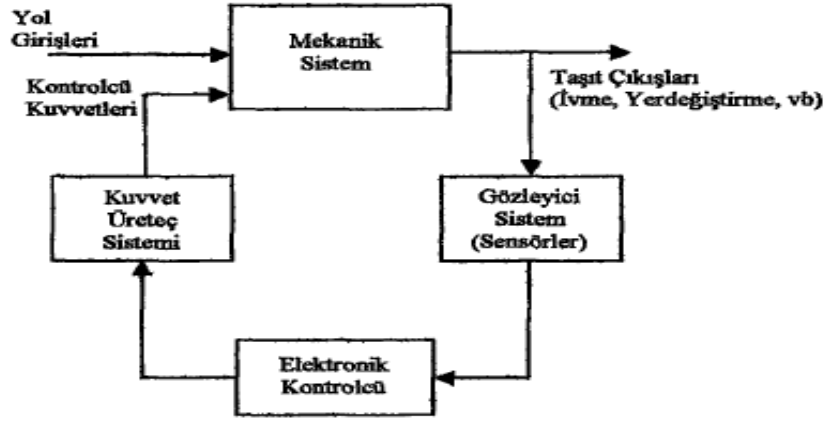 Yol
Girişleri
Mekanik
Sistem
Taşıt Çıkışları
(İvme, Yerdeğiştirme, vb)
Kontrolcü
Kuvvetleri
Kuvvet
Üreteç
Sistemi
Gözleyici
Sistem
(Sensörler)
Elektronik
Kontrolcü